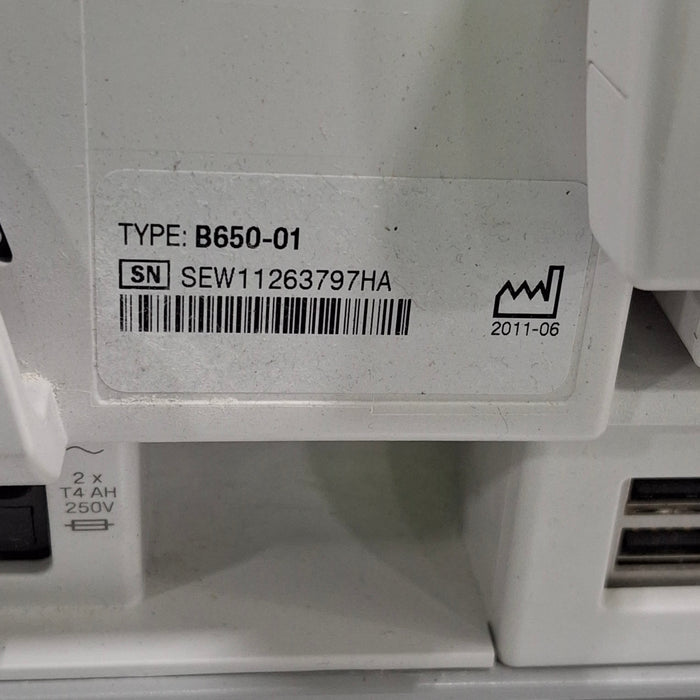 TYPE: B650-01
SN SEW11263797HA
2011-06
2 x
T4 AH
250V